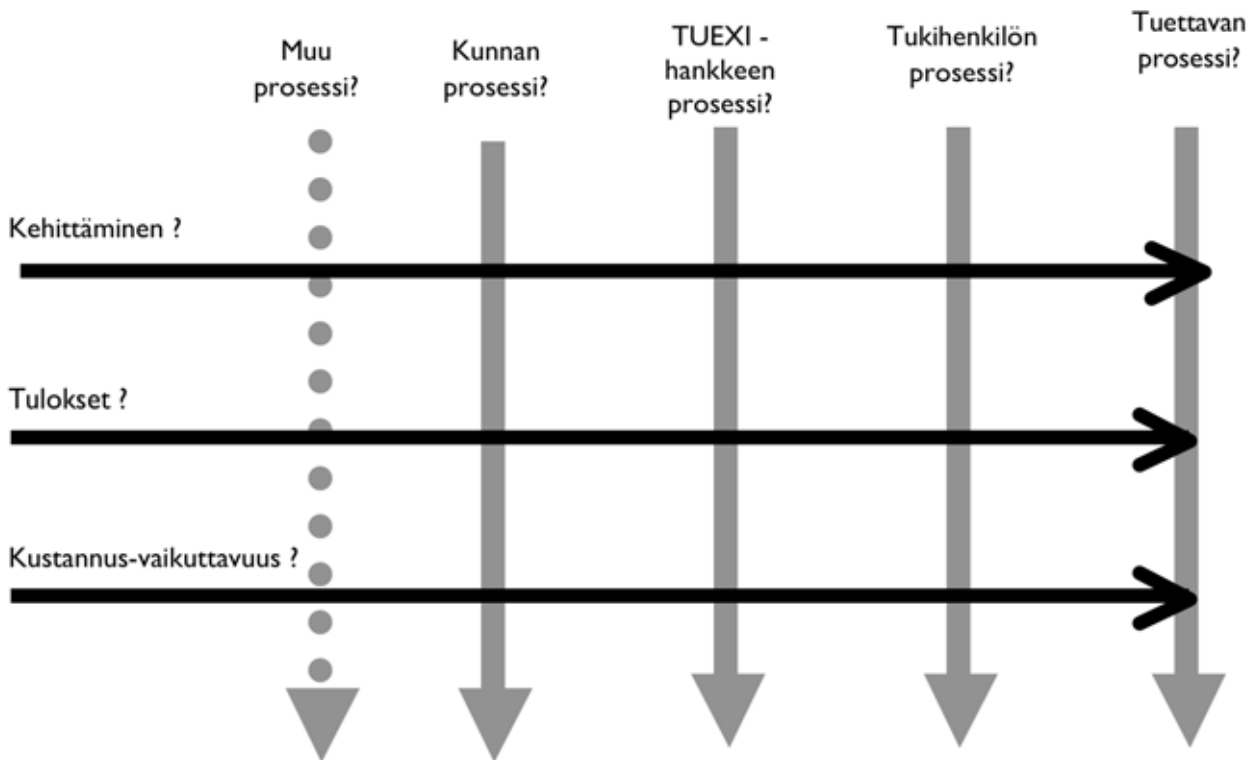 Muu
prosessi?
Kunnan
prosessi?
TUEXI -
hankkeen
prosessi?
Tukihenkilön
prosessi?
Tuettavan
prosessi?
Kehittäminen ?
Tulokset ?
Kustannus-vaikuttavuus ?